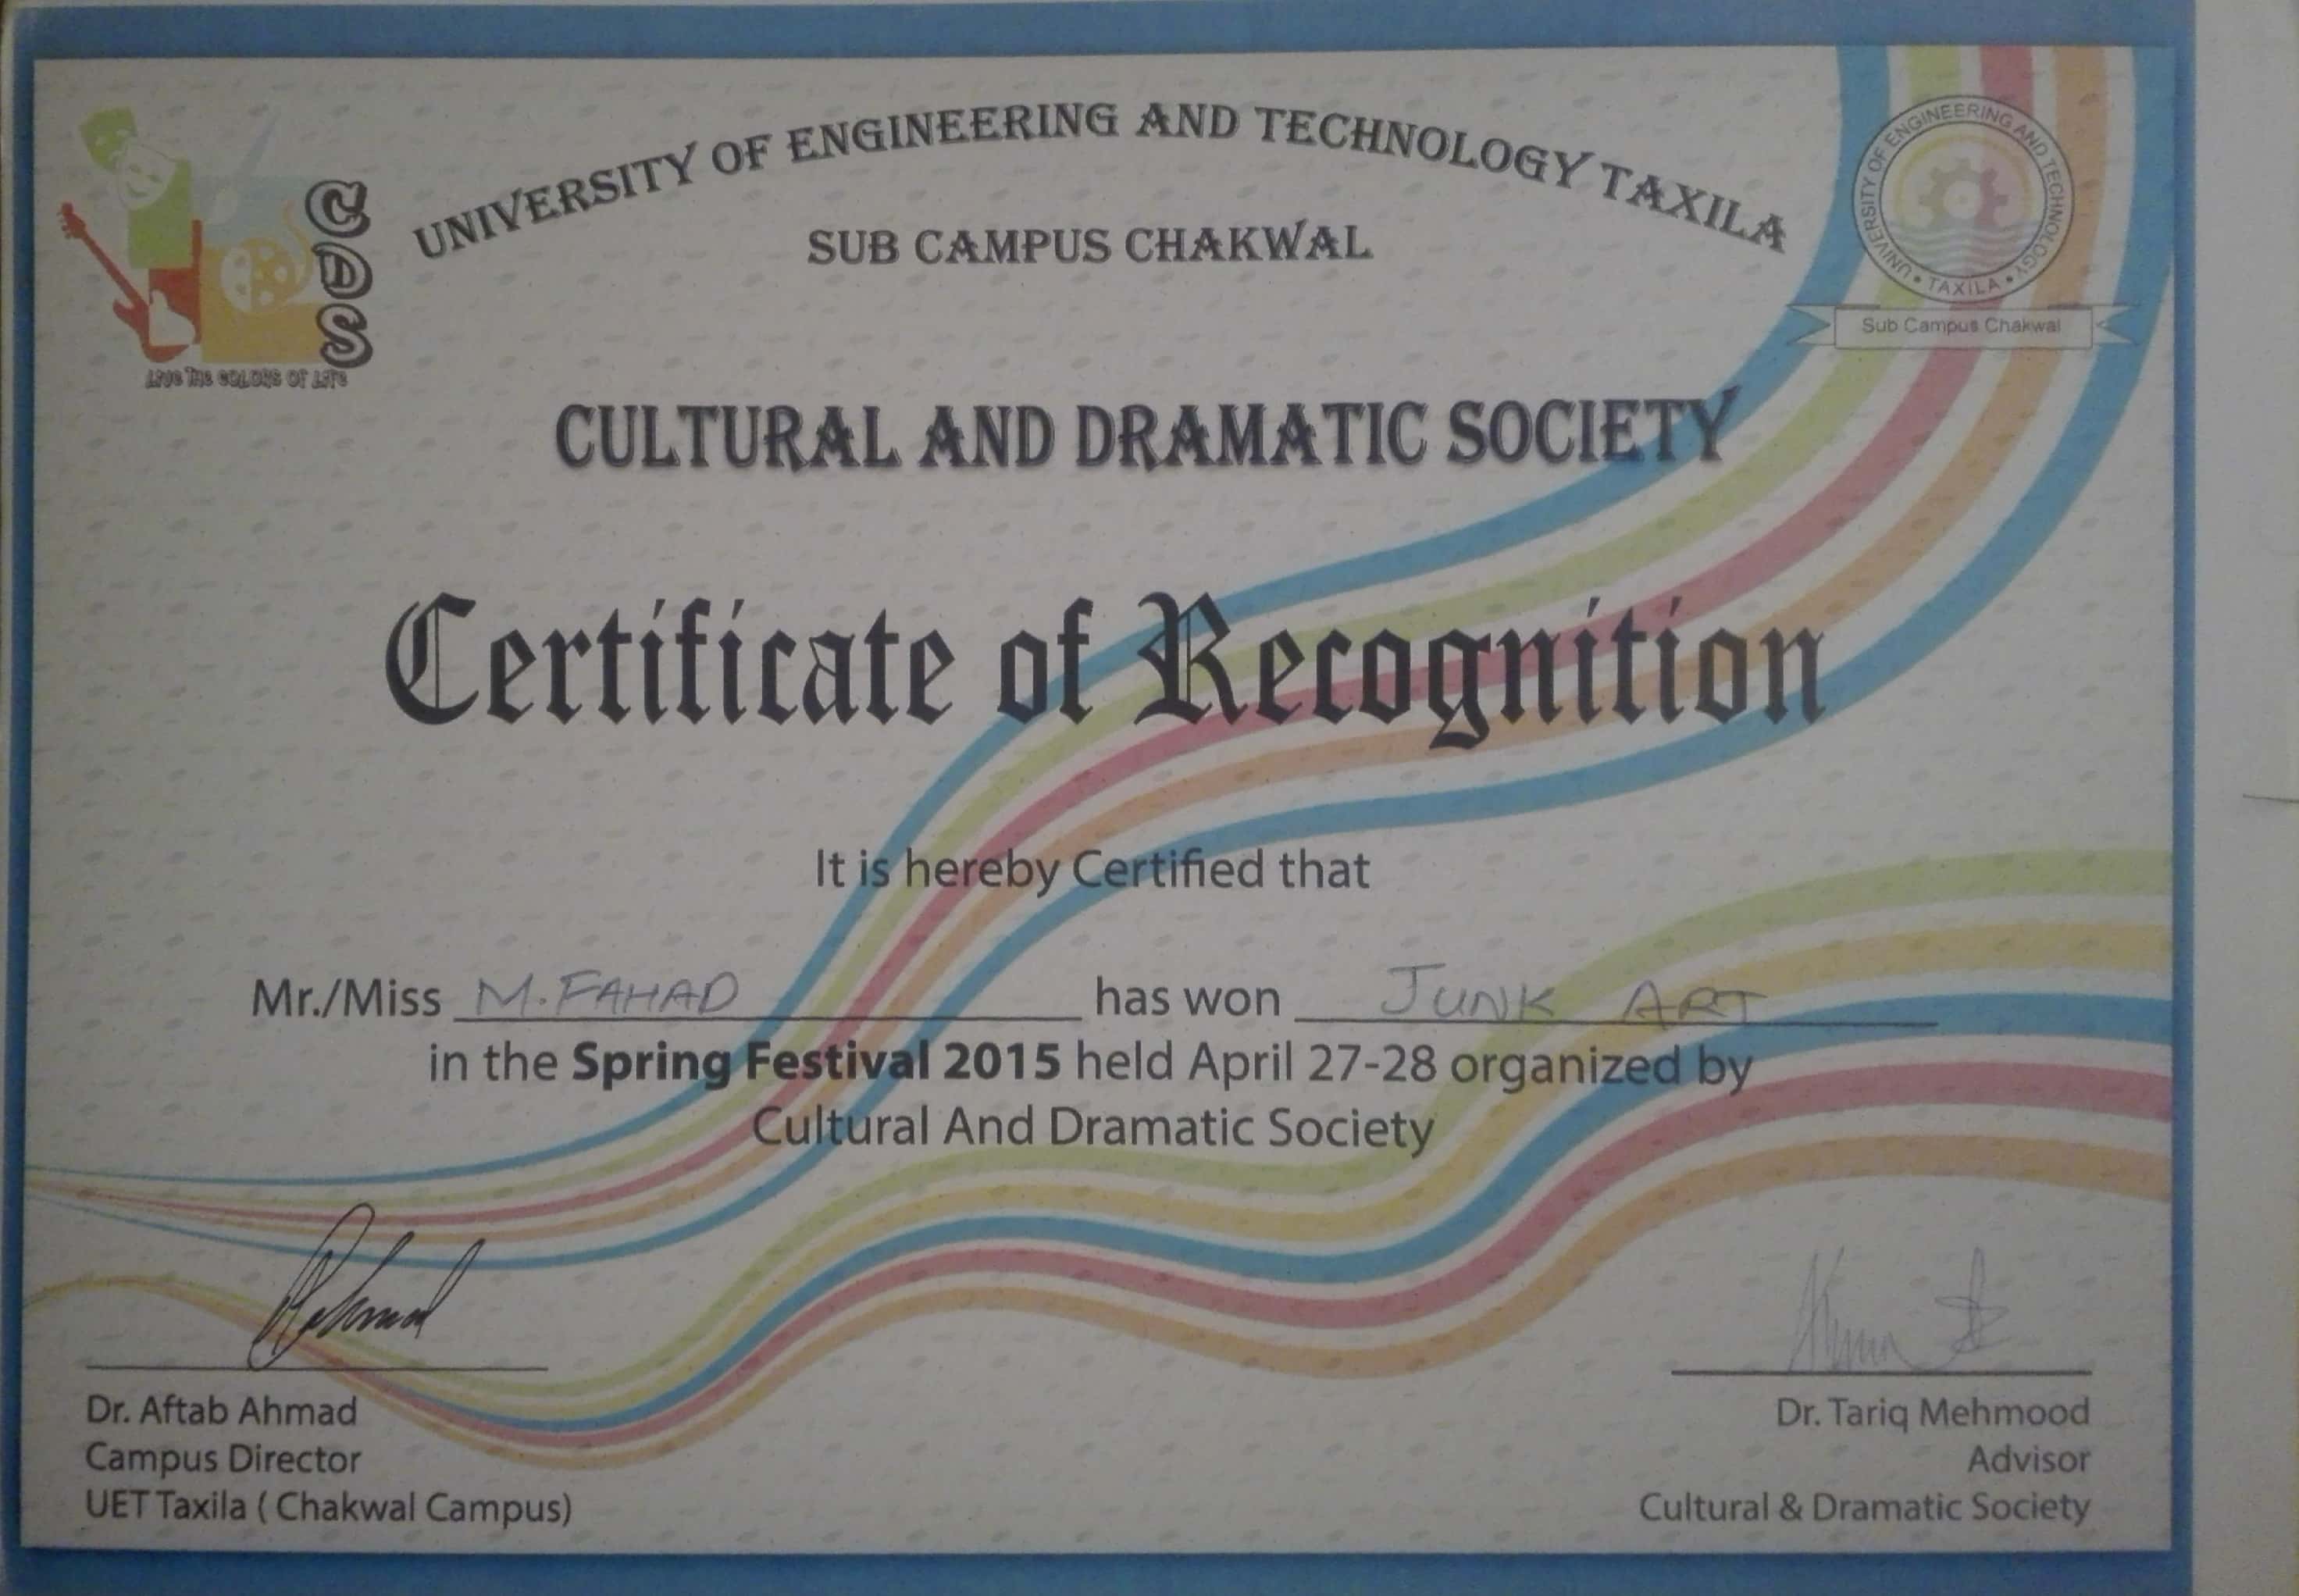 UNIVERSITY OF ENGINEERING AND TECHNOLOGY TAXILA
SUB CAMPUS CHAKWAL
CDS
LIVE THE COLORS OF LIFE
UNIVERSITY OF ENGINEERING AND TECHNOLOGY
• TAXILA •
Sub Campus Chakwal
CULTURAL AND DRAMATIC SOCIETY
Certificate of Recognition
It is hereby Certified that
Mr./Miss M. FAHAD has won JUNK ART
in the Spring Festival 2015 held April 27-28 organized by
Cultural And Dramatic Society
Dr. Aftab Ahmad
Campus Director
UET Taxila ( Chakwal Campus)
Dr. Tariq Mehmood
Advisor
Cultural & Dramatic Society